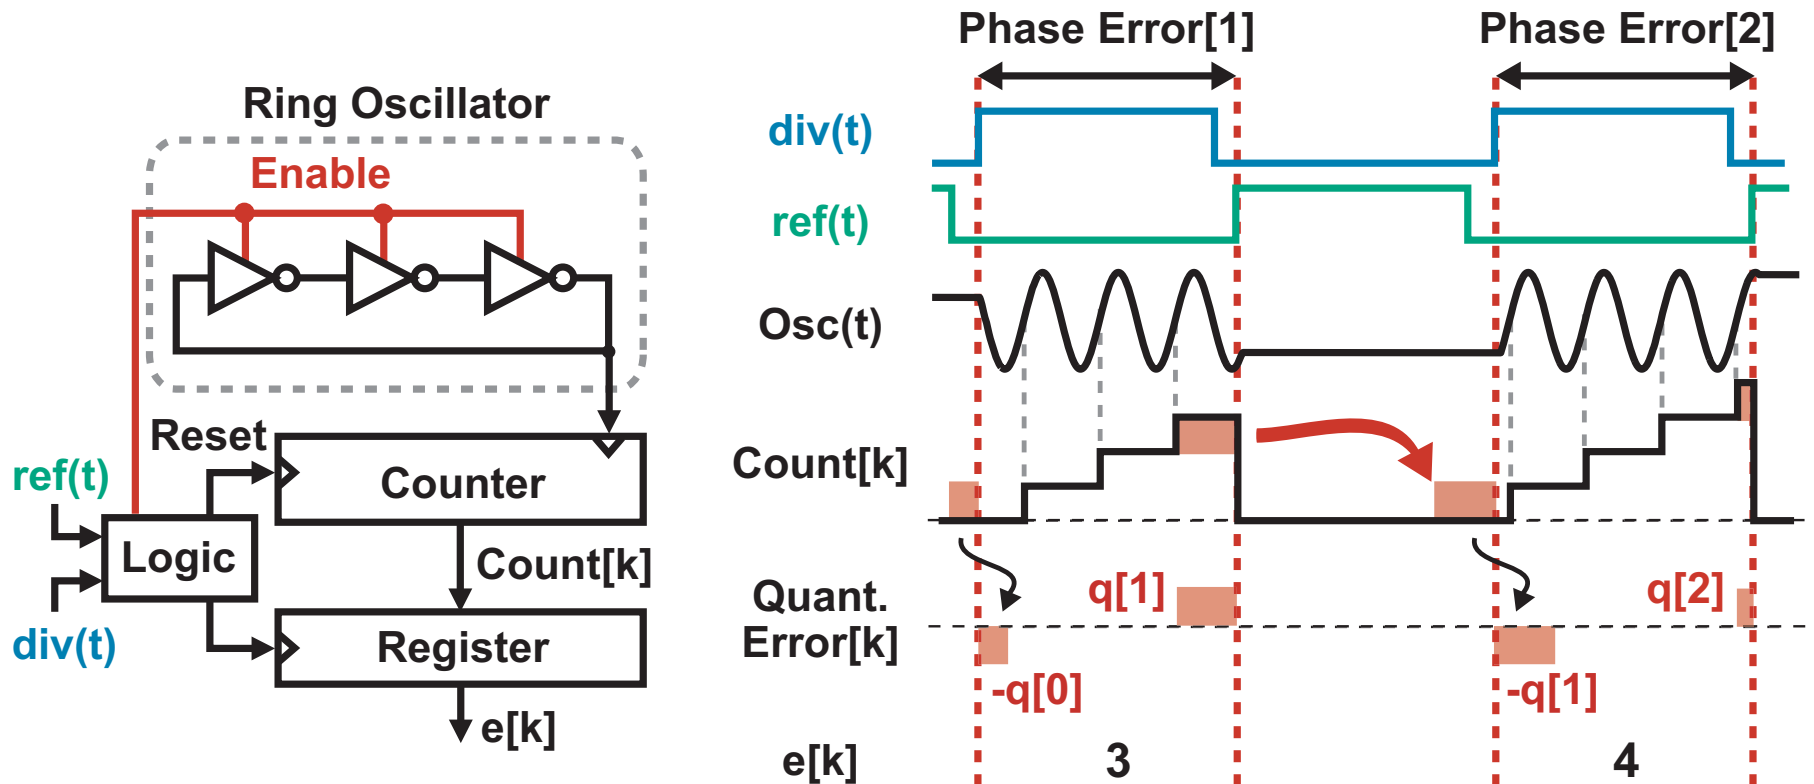 Ring Oscillator
Enable
Reset
ref(t)
Counter
Logic
Count[k]
div(t)
Register
e[k]
Phase Error[1]
Phase Error[2]
div(t)
ref(t)
Osc(t)
Count[k]
Quant.
Error[k]
q[1]
q[2]
-q[0]
-q[1]
e[k]
3
4